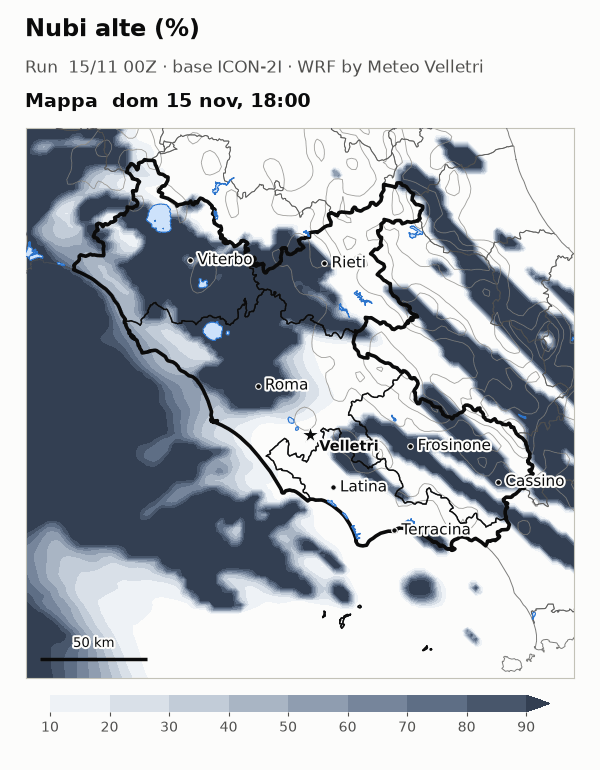 Nubi alte (%)
Run 15/11 00Z · base ICON-2I · WRF by Meteo Velletri
Mappa dom 15 nov, 18:00
Viterbo
Rieti
Roma
Velletri
Frosinone
Cassino
Latina
Terracina
50 km
10 20 30 40 50 60 70 80 90